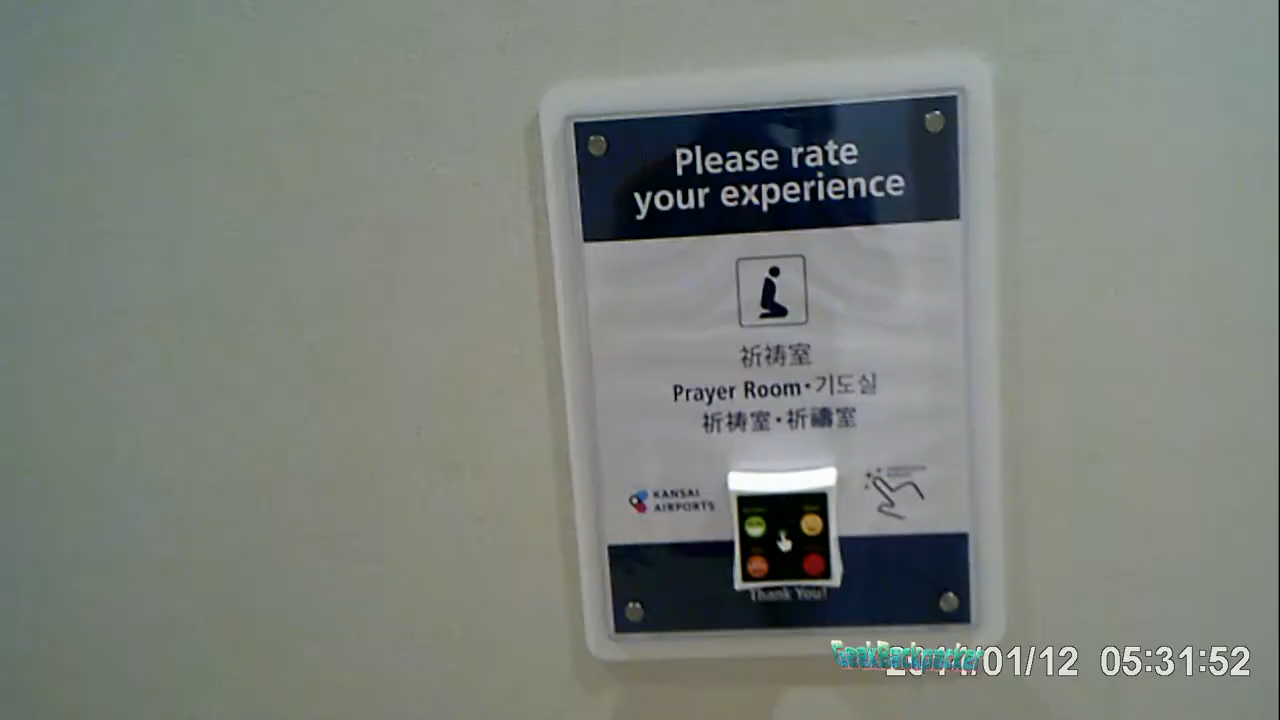 Please rate
your experience
祈祷室
Prayer Room・기도실
祈祷室・祈禱室
KANSAI
AIRPORTS
Thank You!
GeekBackpacker
/01/12 05:31:52